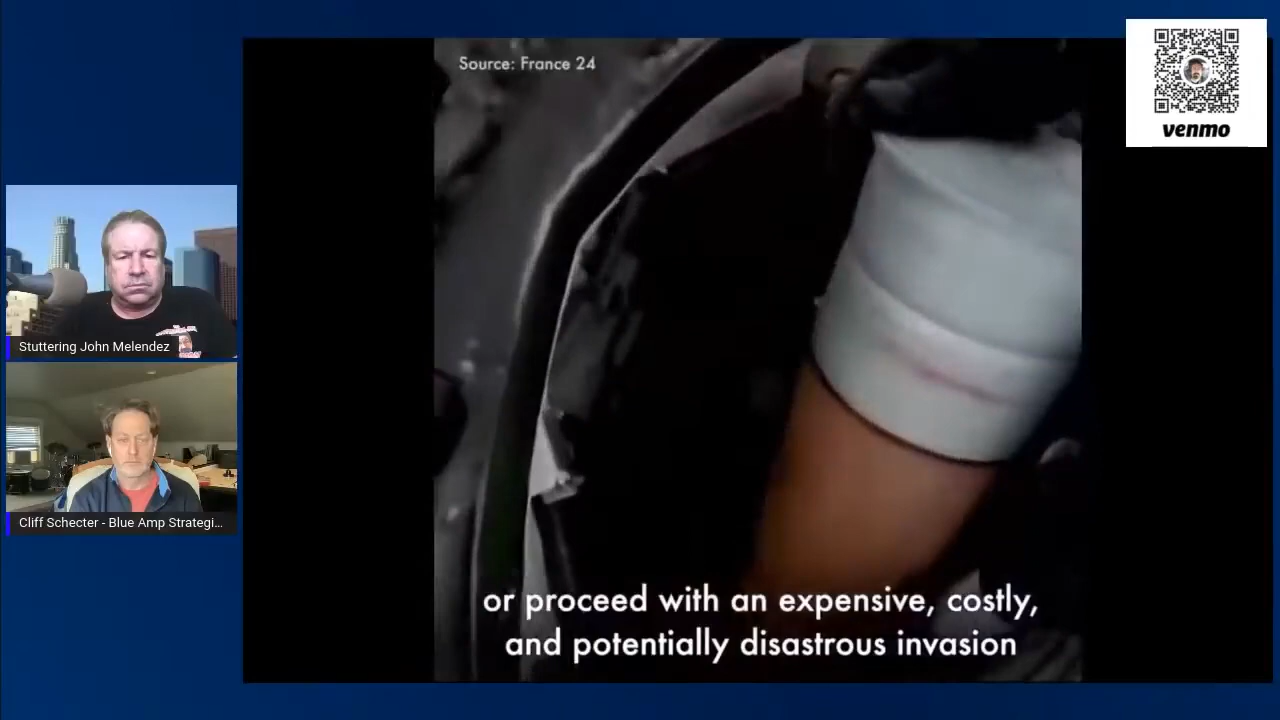 Source: France 24
venmo
Stuttering John Melendez
Cliff Schecter - Blue Amp Strategi...
or proceed with an expensive, costly,
and potentially disastrous invasion